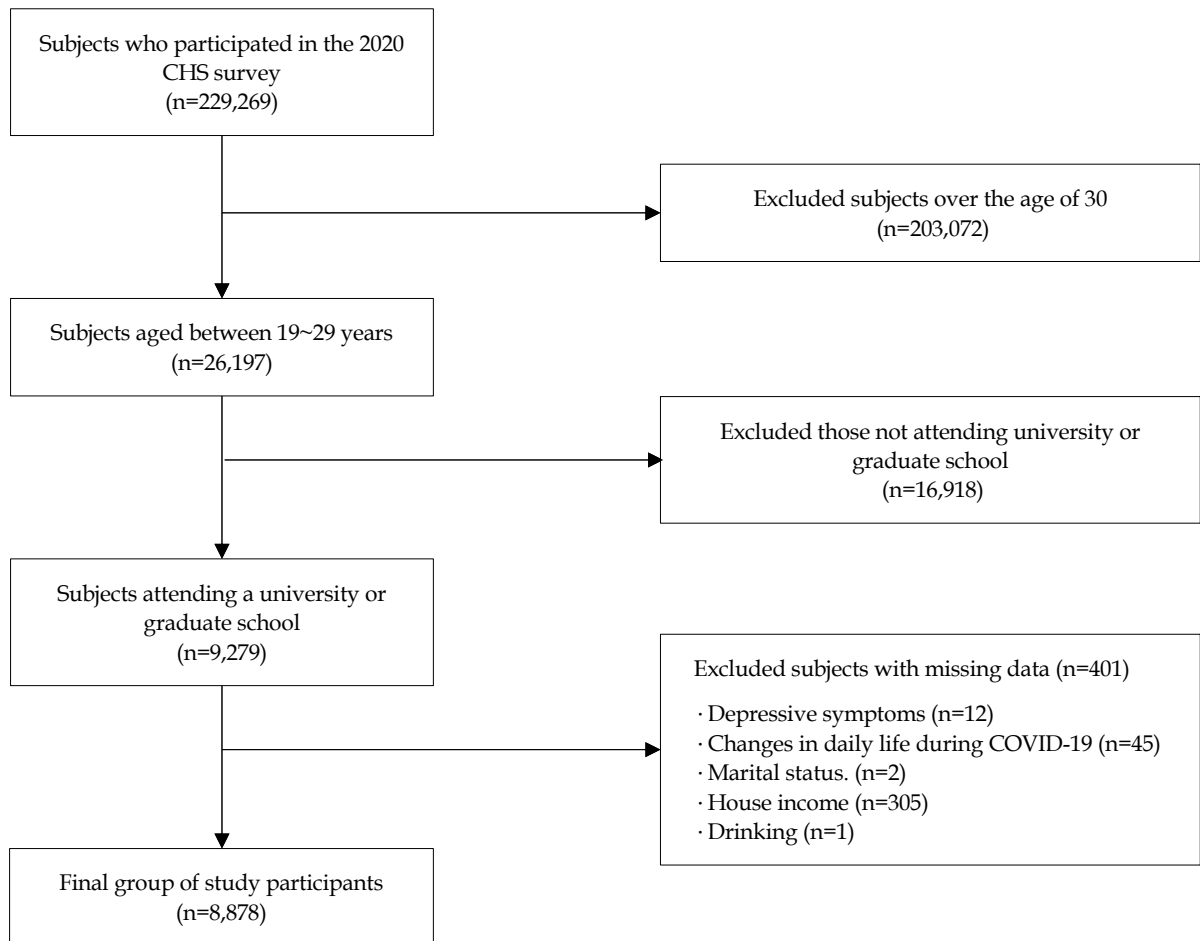 Subjects who participated in the 2020
CHS survey
(n=229,269)
Excluded subjects over the age of 30
(n=203,072)
Subjects aged between 19~29 years
(n=26,197)
Excluded those not attending university or
graduate school
(n=16,918)
Subjects attending a university or
graduate school
(n=9,279)
Excluded subjects with missing data (n=401)
· Depressive symptoms (n=12)
· Changes in daily life during COVID-19 (n=45)
· Marital status. (n=2)
· House income (n=305)
· Drinking (n=1)
Final group of study participants
(n=8,878)